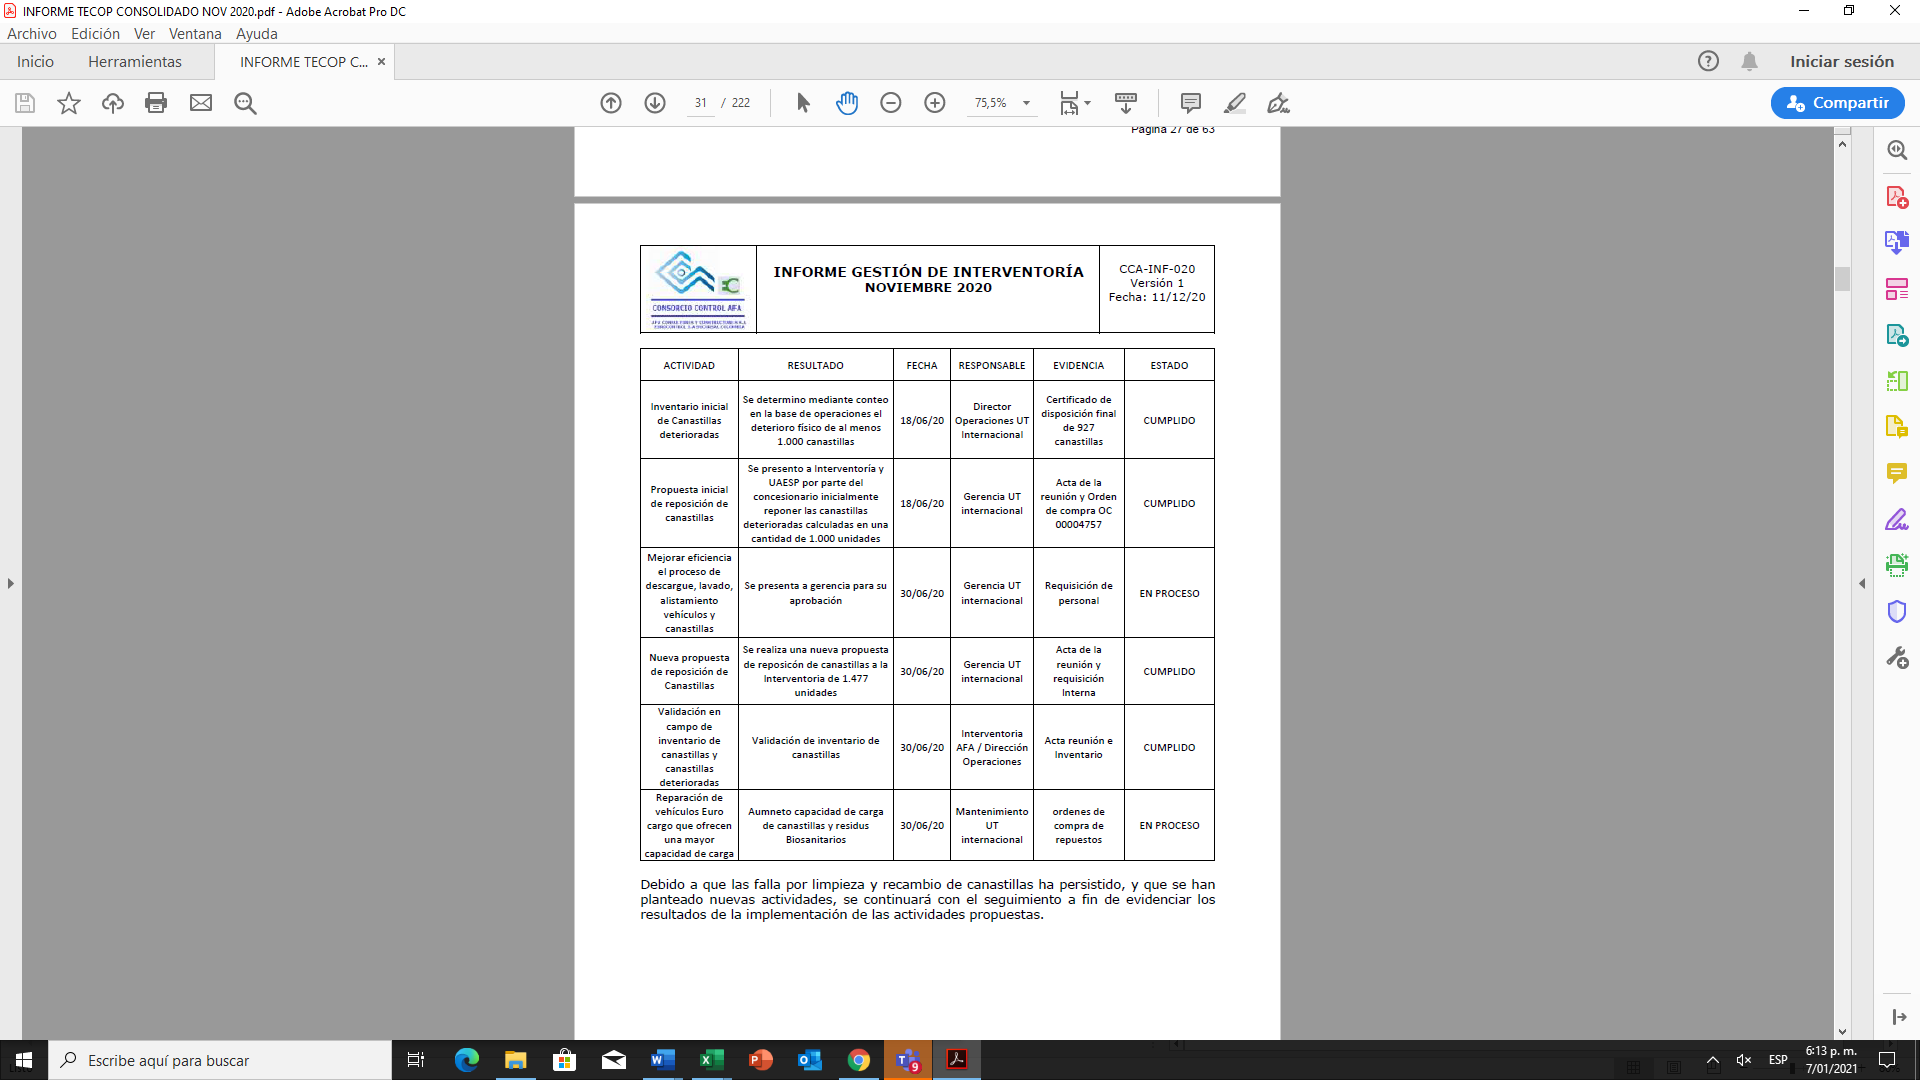 INFORME TECOP CONSOLIDADO NOV 2020.pdf - Adobe Acrobat Pro DC
Archivo Edición Ver Ventana Ayuda
Inicio Herramientas INFORME TECOP C... × Iniciar sesión
31 / 222 75,5% Compartir
Página 27 de 63
CONSORCIO CONTROL AFA
INFORME GESTIÓN DE INTERVENTORÍA
NOVIEMBRE 2020
CCA-INF-020
Versión 1
Fecha: 11/12/20
ACTIVIDAD RESULTADO FECHA RESPONSABLE EVIDENCIA ESTADO
Inventario inicial
de Canastillas
deterioradas
Se determino mediante conteo
en la base de operaciones el
deterioro físico de al menos
1.000 canastillas
18/06/20
Director
Operaciones UT
Internacional
Certificado de
disposición final
de 927
canastillas
CUMPLIDO
Propuesta inicial
de reposición de
canastillas
Se presento a Interventoría y
UAESP por parte del
concesionario inicialmente
reponer las canastillas
deterioradas calculadas en una
cantidad de 1.000 unidades
18/06/20
Gerencia UT
internacional
Acta de la
reunión y Orden
de compra OC
00004757
CUMPLIDO
Mejorar eficiencia
el proceso de
descargue, lavado,
alistamiento
vehículos y
canastillas
Se presenta a gerencia para su
aprobación
30/06/20
Gerencia UT
internacional
Requisición de
personal
EN PROCESO
Nueva propuesta
de reposición de
Canastillas
Se realiza una nueva propuesta
de reposicón de canastillas a la
Interventoria de 1.477
unidades
30/06/20
Gerencia UT
internacional
Acta de la
reunión y
requisición
Interna
CUMPLIDO
Validación en
campo de
inventario de
canastillas y
canastillas
deterioradas
Validación de inventario de
canastillas
30/06/20
Interventoria
AFA / Dirección
Operaciones
Acta reunión e
Inventario
CUMPLIDO
Reparación de
vehículos Euro
cargo que ofrecen
una mayor
capacidad de carga
Aumneto capacidad de carga
de canastillas y residus
Biosanitarios
30/06/20
Mantenimiento
UT
internacional
ordenes de
compra de
repuestos
EN PROCESO
Debido a que las falla por limpieza y recambio de canastillas ha persistido, y que se han
planteado nuevas actividades, se continuará con el seguimiento a fin de evidenciar los
resultados de la implementación de las actividades propuestas.
Escribe aquí para buscar
9
ESP
6:13 p. m.
7/01/2021